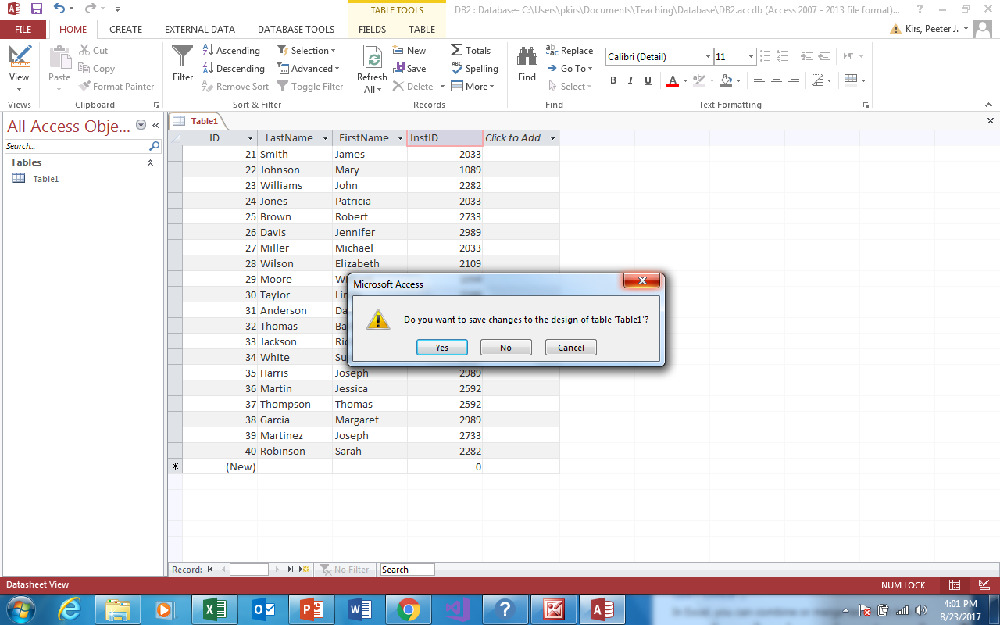 TABLE TOOLS
DB2 : Database- C:\Users\pkirs\Documents\Teaching\Database\DB2.accdb (Access 2007 - 2013 file format)...
FILE HOME CREATE EXTERNAL DATA DATABASE TOOLS FIELDS TABLE Kirs, Peeter J.
View
Views
Paste
Cut
Copy
Format Painter
Clipboard
Filter
Ascending
Descending
Remove Sort
Selection
Advanced
Toggle Filter
Sort & Filter
Refresh
All
New
Save
Delete
Totals
Spelling
More
Records
Find
Replace
Go To
Select
Find
Calibri (Detail) 11
B I U A
Text Formatting
All Access Obje...
Search...
Tables
Table1
Table1
ID LastName FirstName InstID Click to Add
21 Smith James 2033
22 Johnson Mary 1089
23 Williams John 2282
24 Jones Patricia 2033
25 Brown Robert 2733
26 Davis Jennifer 2989
27 Miller Michael 2033
28 Wilson Elizabeth 2109
29 Moore
30 Taylor
31 Anderson
32 Thomas
33 Jackson
34 White
35 Harris Joseph 2989
36 Martin Jessica 2592
37 Thompson Thomas 2592
38 Garcia Margaret 2989
39 Martinez Joseph 2733
40 Robinson Sarah 2282
(New) 0
Microsoft Access
Do you want to save changes to the design of table 'Table1'?
Yes No Cancel
Record: No Filter Search
Datasheet View NUM LOCK
4:01 PM
8/23/2017